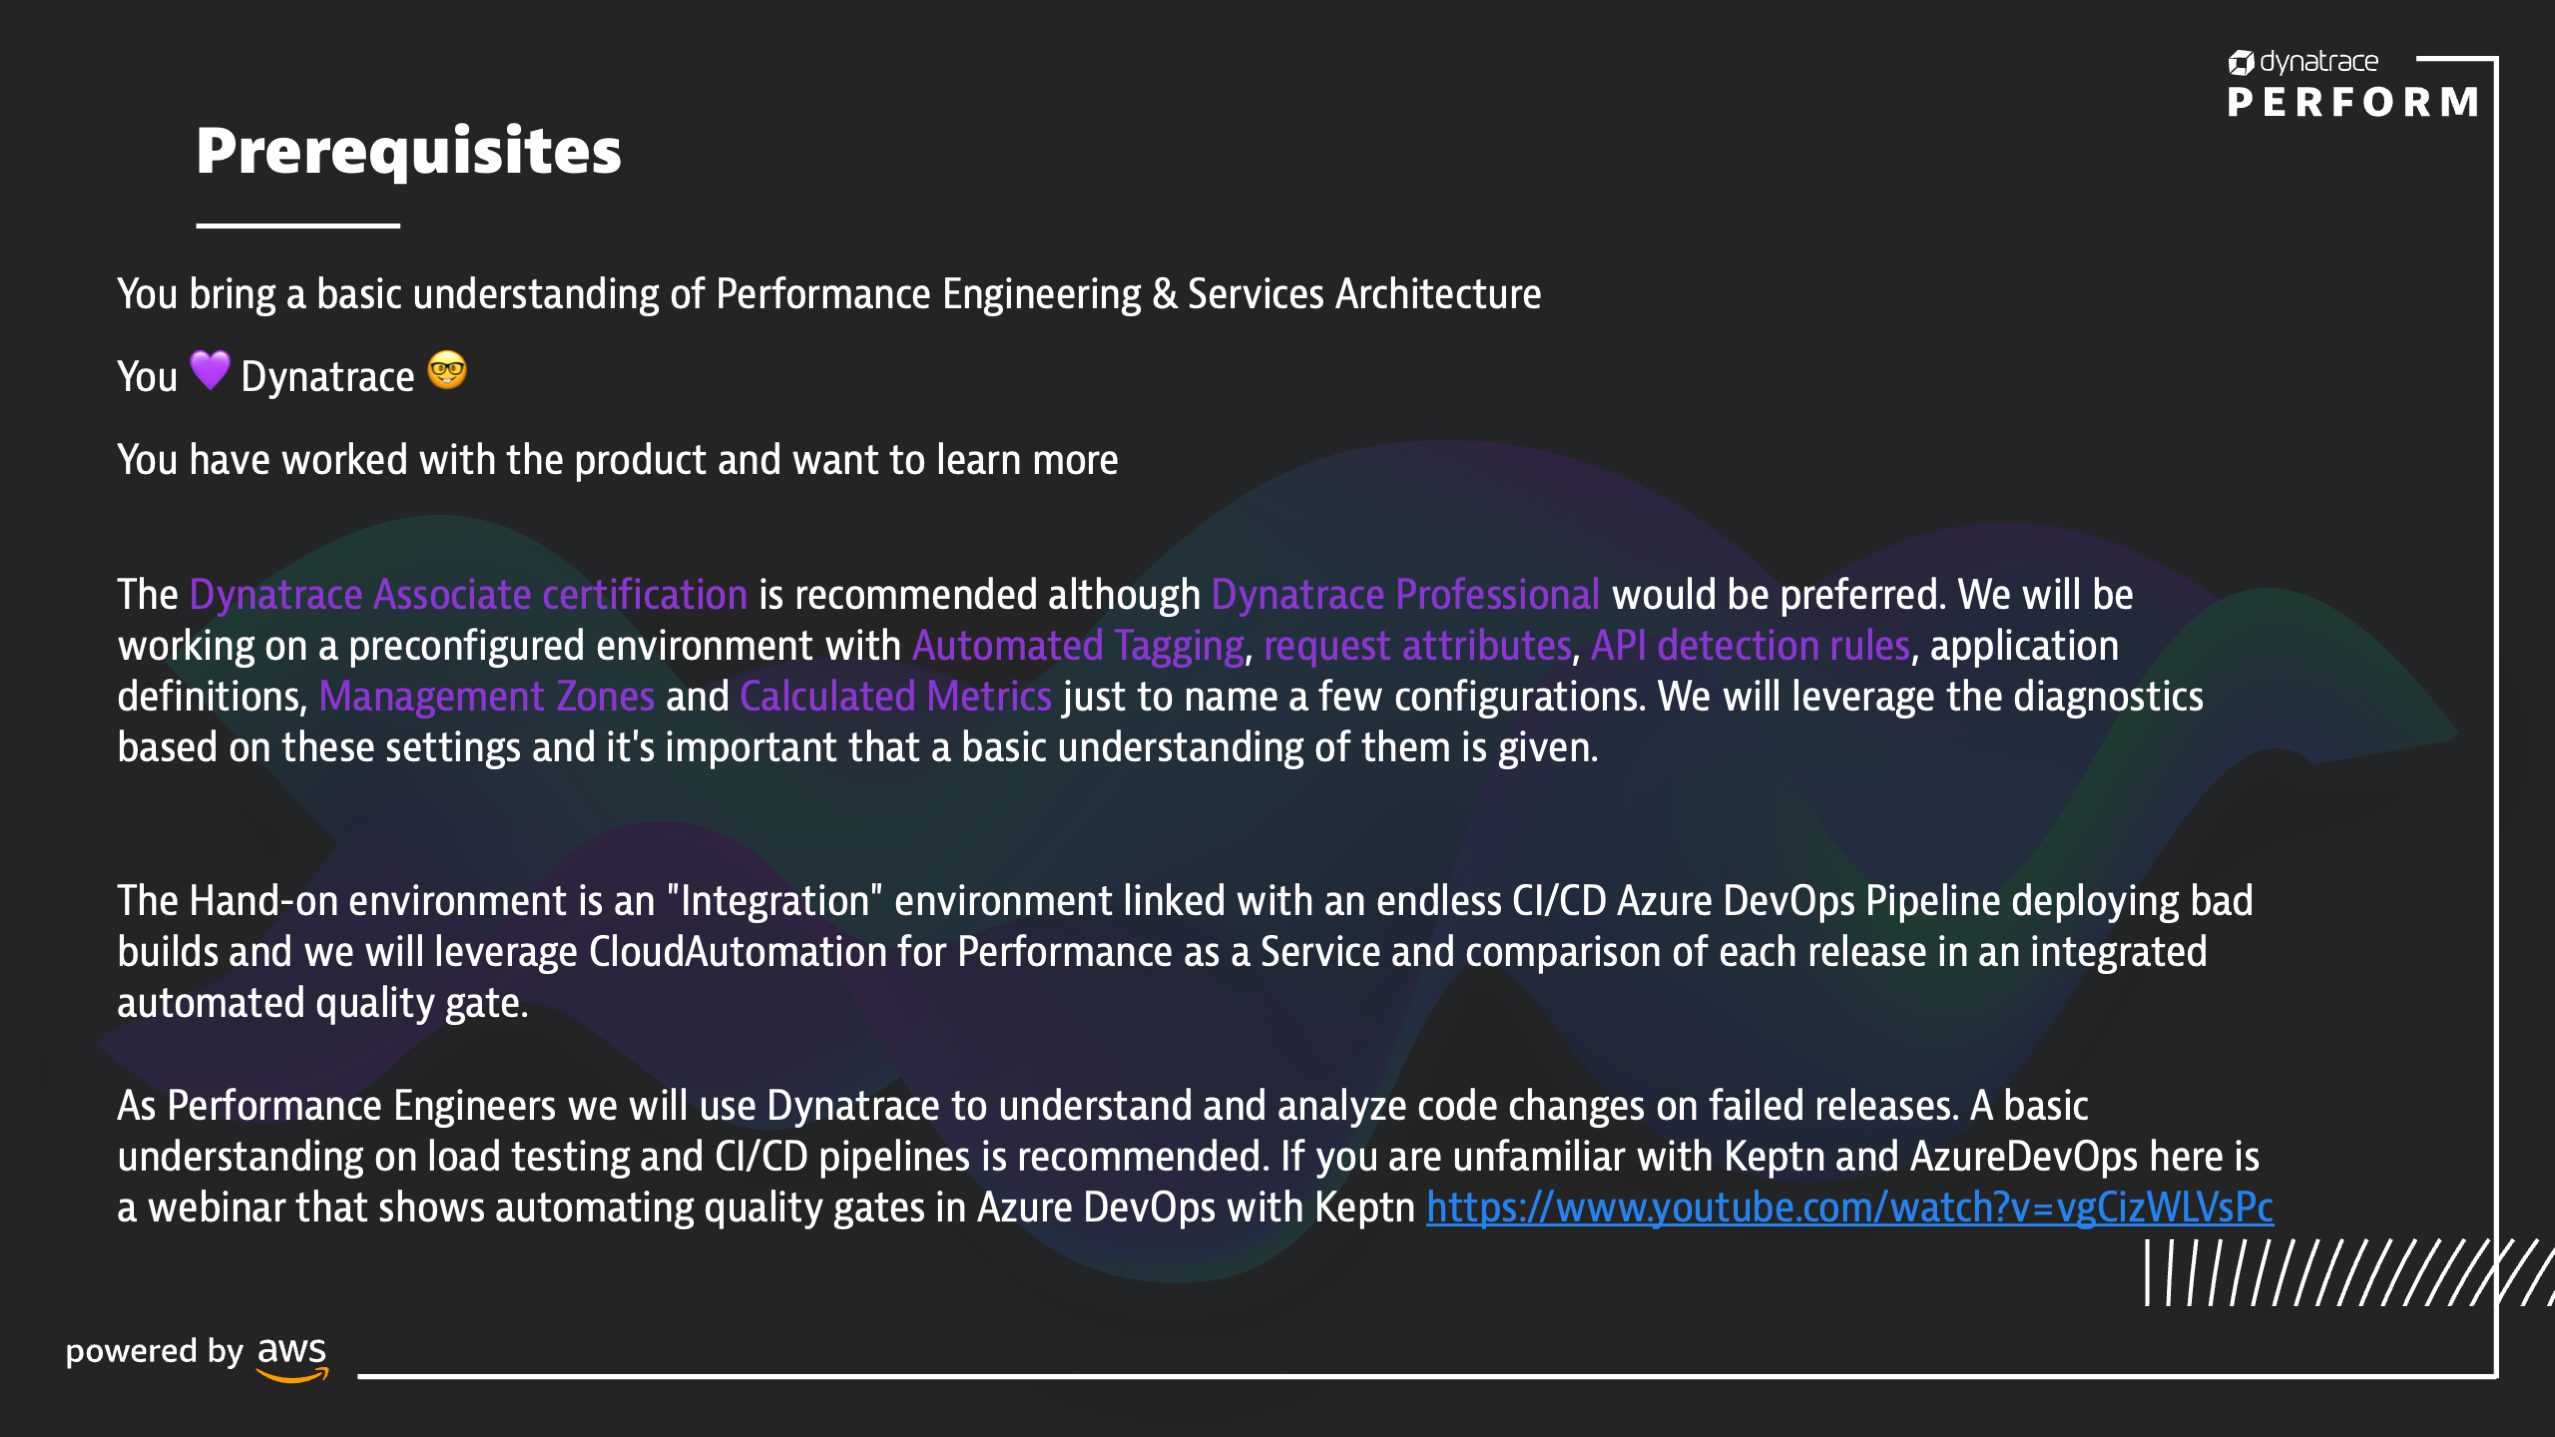 dynatrace
PERFORM
Prerequisites
You bring a basic understanding of Performance Engineering & Services Architecture
You 💜 Dynatrace 🤓
You have worked with the product and want to learn more
The Dynatrace Associate certification is recommended although Dynatrace Professional would be preferred. We will be
working on a preconfigured environment with Automated Tagging, request attributes, API detection rules, application
definitions, Management Zones and Calculated Metrics just to name a few configurations. We will leverage the diagnostics
based on these settings and it's important that a basic understanding of them is given.
The Hand-on environment is an "Integration" environment linked with an endless CI/CD Azure DevOps Pipeline deploying bad
builds and we will leverage CloudAutomation for Performance as a Service and comparison of each release in an integrated
automated quality gate.
As Performance Engineers we will use Dynatrace to understand and analyze code changes on failed releases. A basic
understanding on load testing and CI/CD pipelines is recommended. If you are unfamiliar with Keptn and AzureDevOps here is
a webinar that shows automating quality gates in Azure DevOps with Keptn https://www.youtube.com/watch?v=vgCizWLVsPc
powered by aws